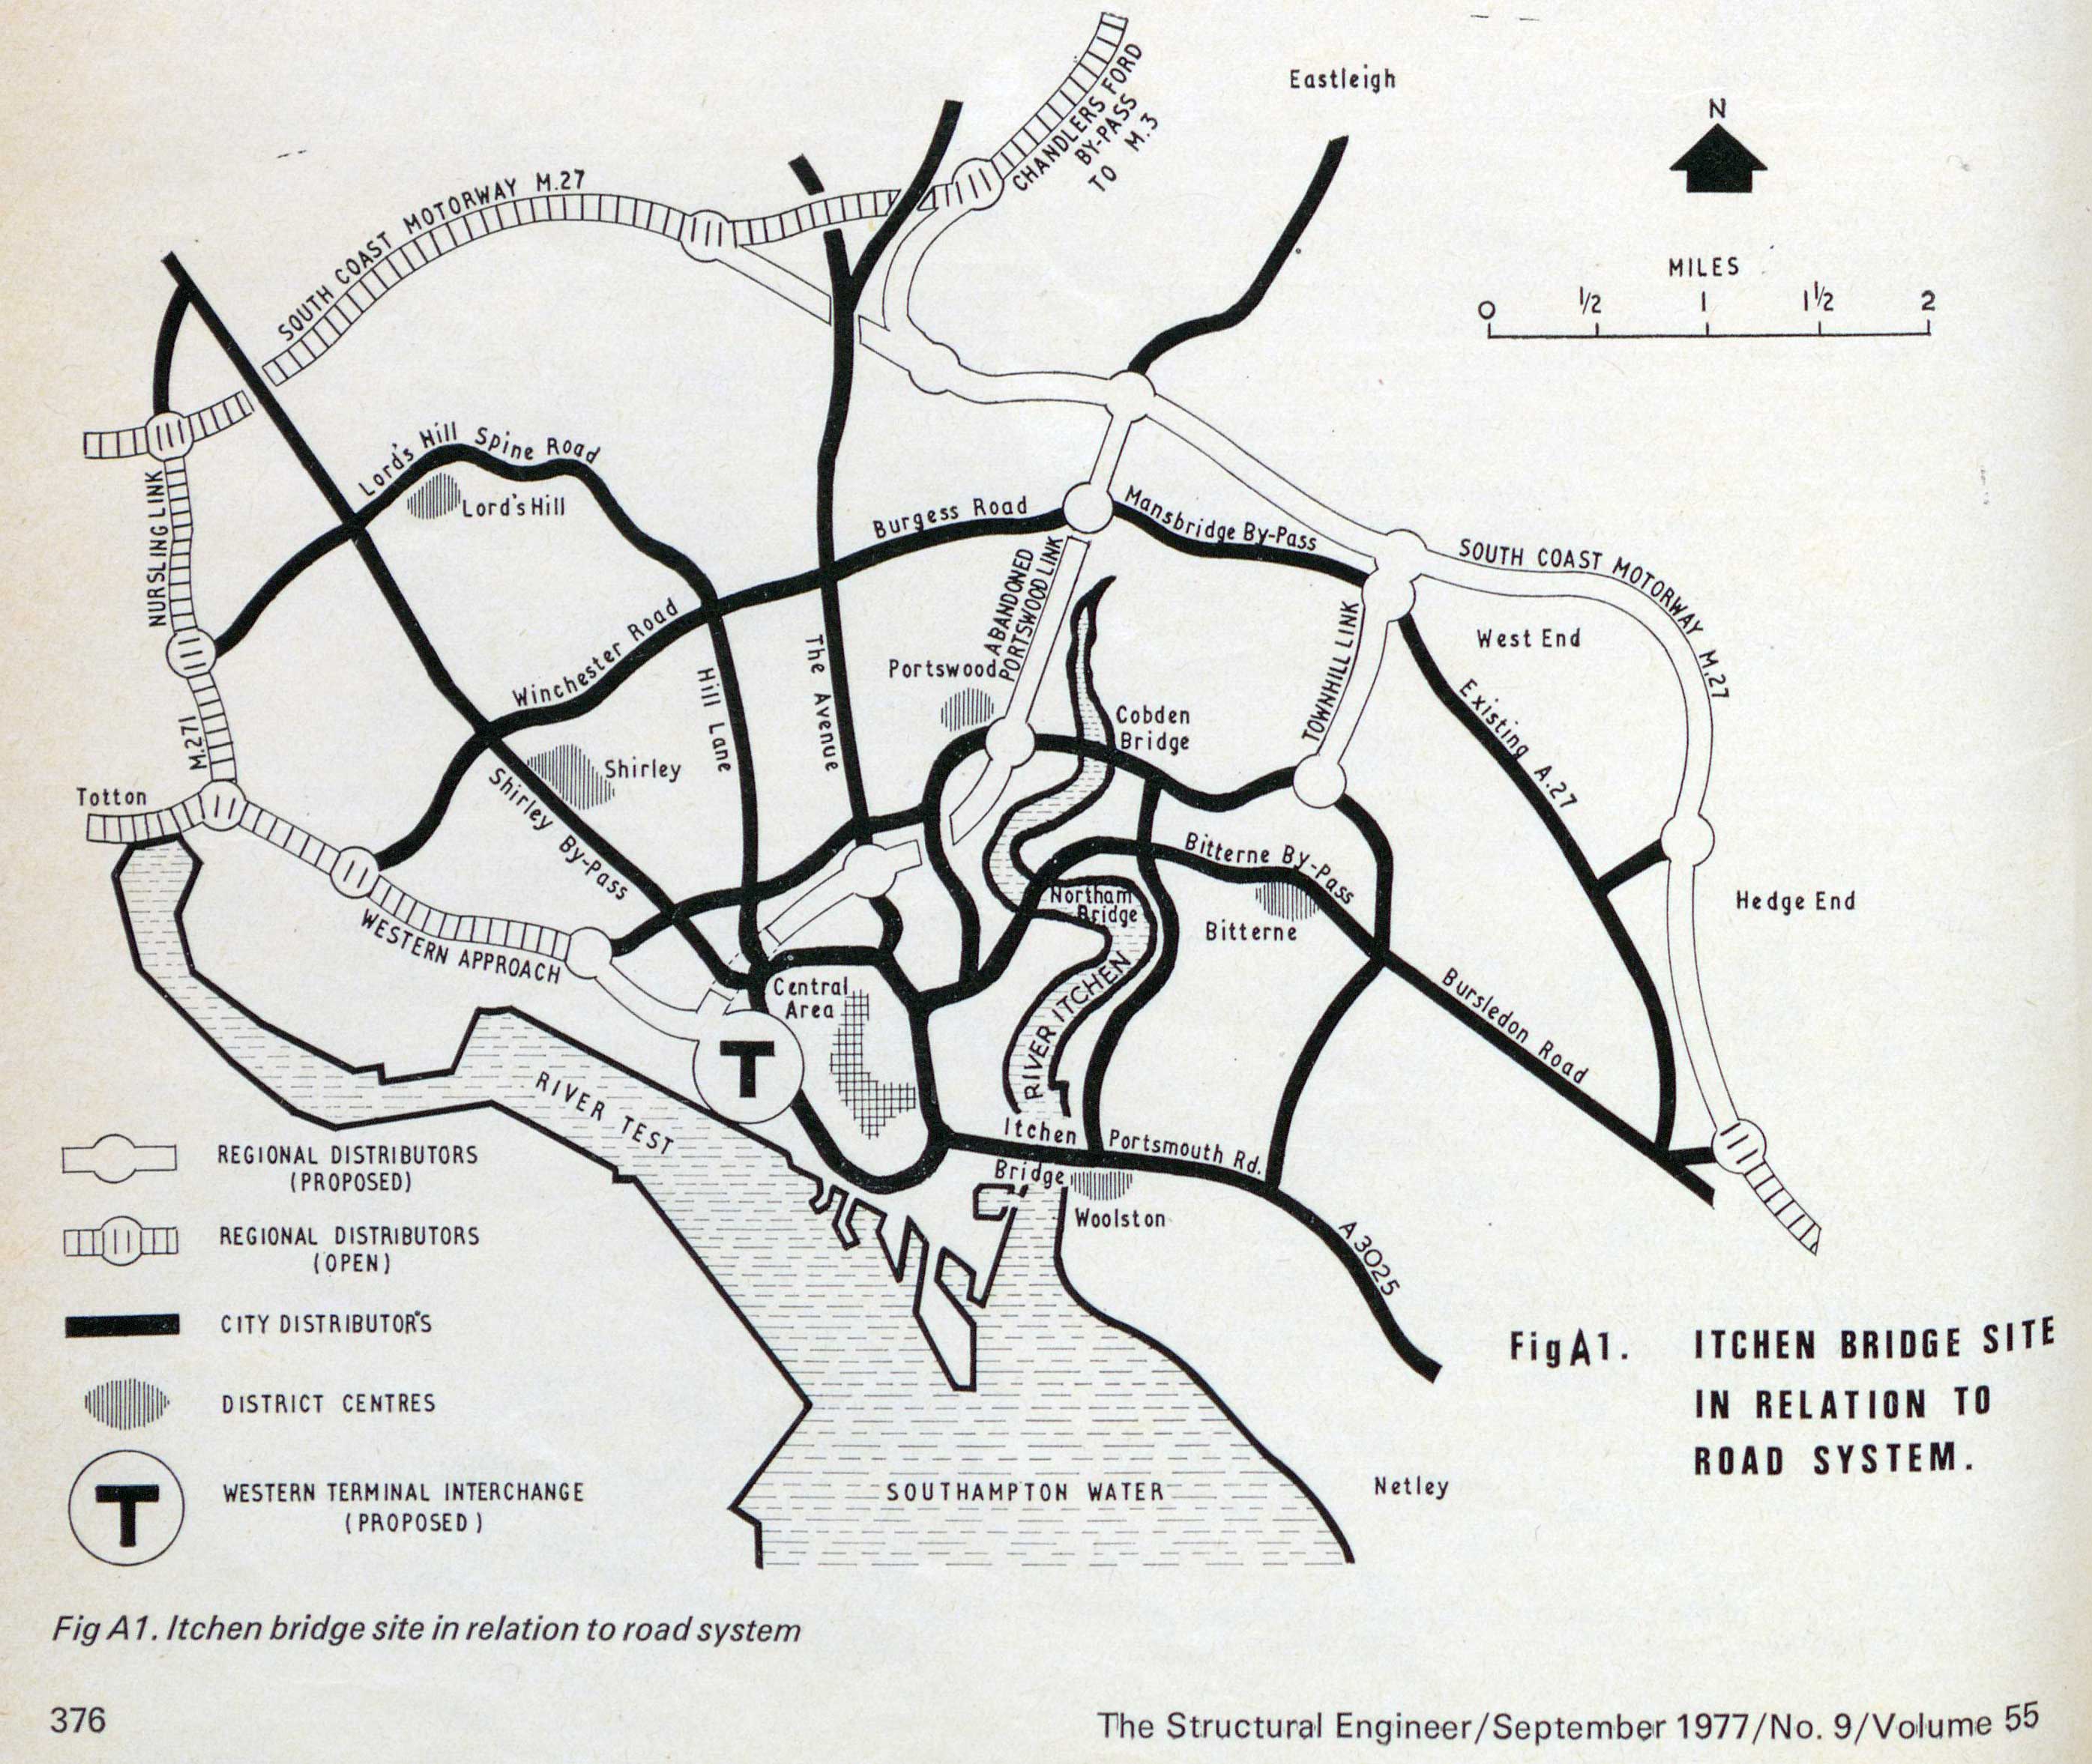 CHANDLERS FORD
BY-PASS
TO M.3
Eastleigh
N
MILES
0 1/2 1 1 1/2 2
SOUTH COAST MOTORWAY M.27
Lord's Hill Spine Road
Lord's Hill
NURSLING LINK
Burgess Road
Mansbridge By-Pass
SOUTH COAST MOTORWAY M.27
ABANDONED
PORTSWOOD LINK
Winchester Road
Hill Lane
The Avenue
Portswood
Cobden
Bridge
TOWNHILL LINK
West End
Existing A.27
M.271
Totton
Shirley
Shirley By-Pass
Bitterne By-Pass
Northam
Bridge
Bitterne
Hedge End
WESTERN APPROACH
Central
Area
RIVER ITCHEN
Bursledon Road
T
RIVER TEST
Itchen
Bridge
Portsmouth Rd.
Woolston
A3025
REGIONAL DISTRIBUTORS
(PROPOSED)
REGIONAL DISTRIBUTORS
(OPEN)
CITY DISTRIBUTOR'S
DISTRICT CENTRES
T
WESTERN TERMINAL INTERCHANGE
(PROPOSED)
SOUTHAMPTON WATER
Netley
Fig A1. ITCHEN BRIDGE SITE
IN RELATION TO
ROAD SYSTEM.
Fig A1. Itchen bridge site in relation to road system
376
The Structural Engineer/September 1977/No. 9/Volume 55